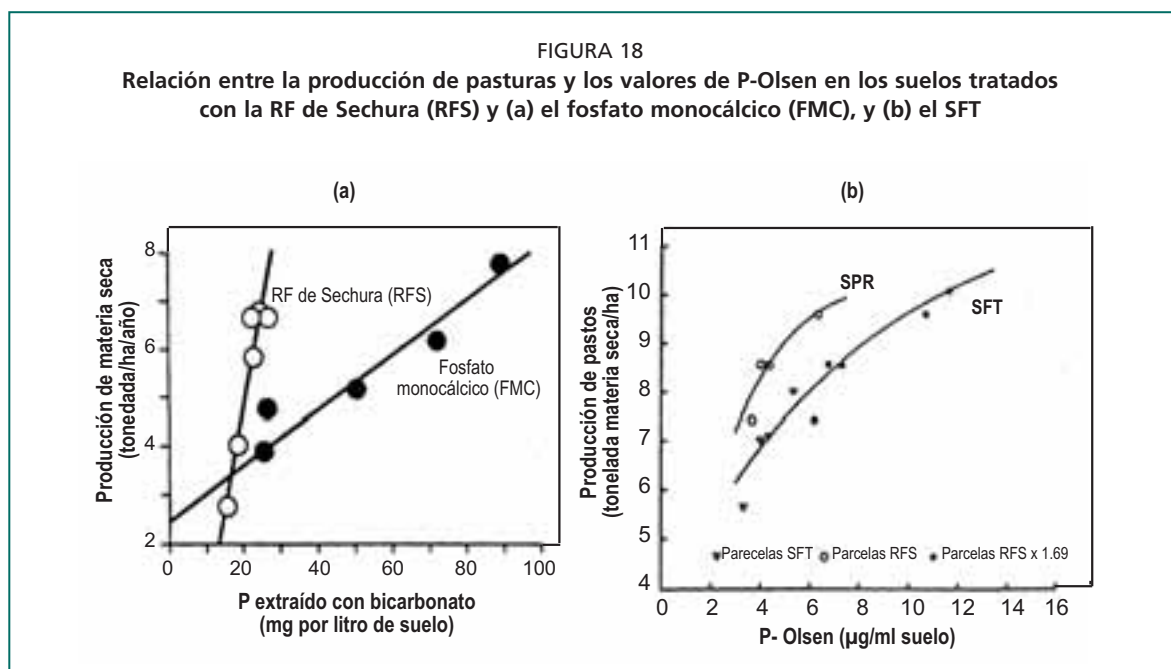 FIGURA 18
Relación entre la producción de pasturas y los valores de P-Olsen en los suelos tratados
con la RF de Sechura (RFS) y (a) el fosfato monocálcico (FMC), y (b) el SFT
(a)
Producción de materia seca
(tonedada/ha/año)
8
6
4
2
RF de Sechura (RFS)
Fosfato
monocálcico (FMC)
0
20
40
60
80
100
P extraído con bicarbonato
(mg por litro de suelo)
(b)
Producción de pastos
(tonelada materia seca/ha)
11
10
9
8
7
6
5
4
SPR
SFT
Parecelas SFT
Parcelas RFS
Parcelas RFS x 1.69
0
2
4
6
8
10
12
14
16
P- Olsen (µg/ml suelo)